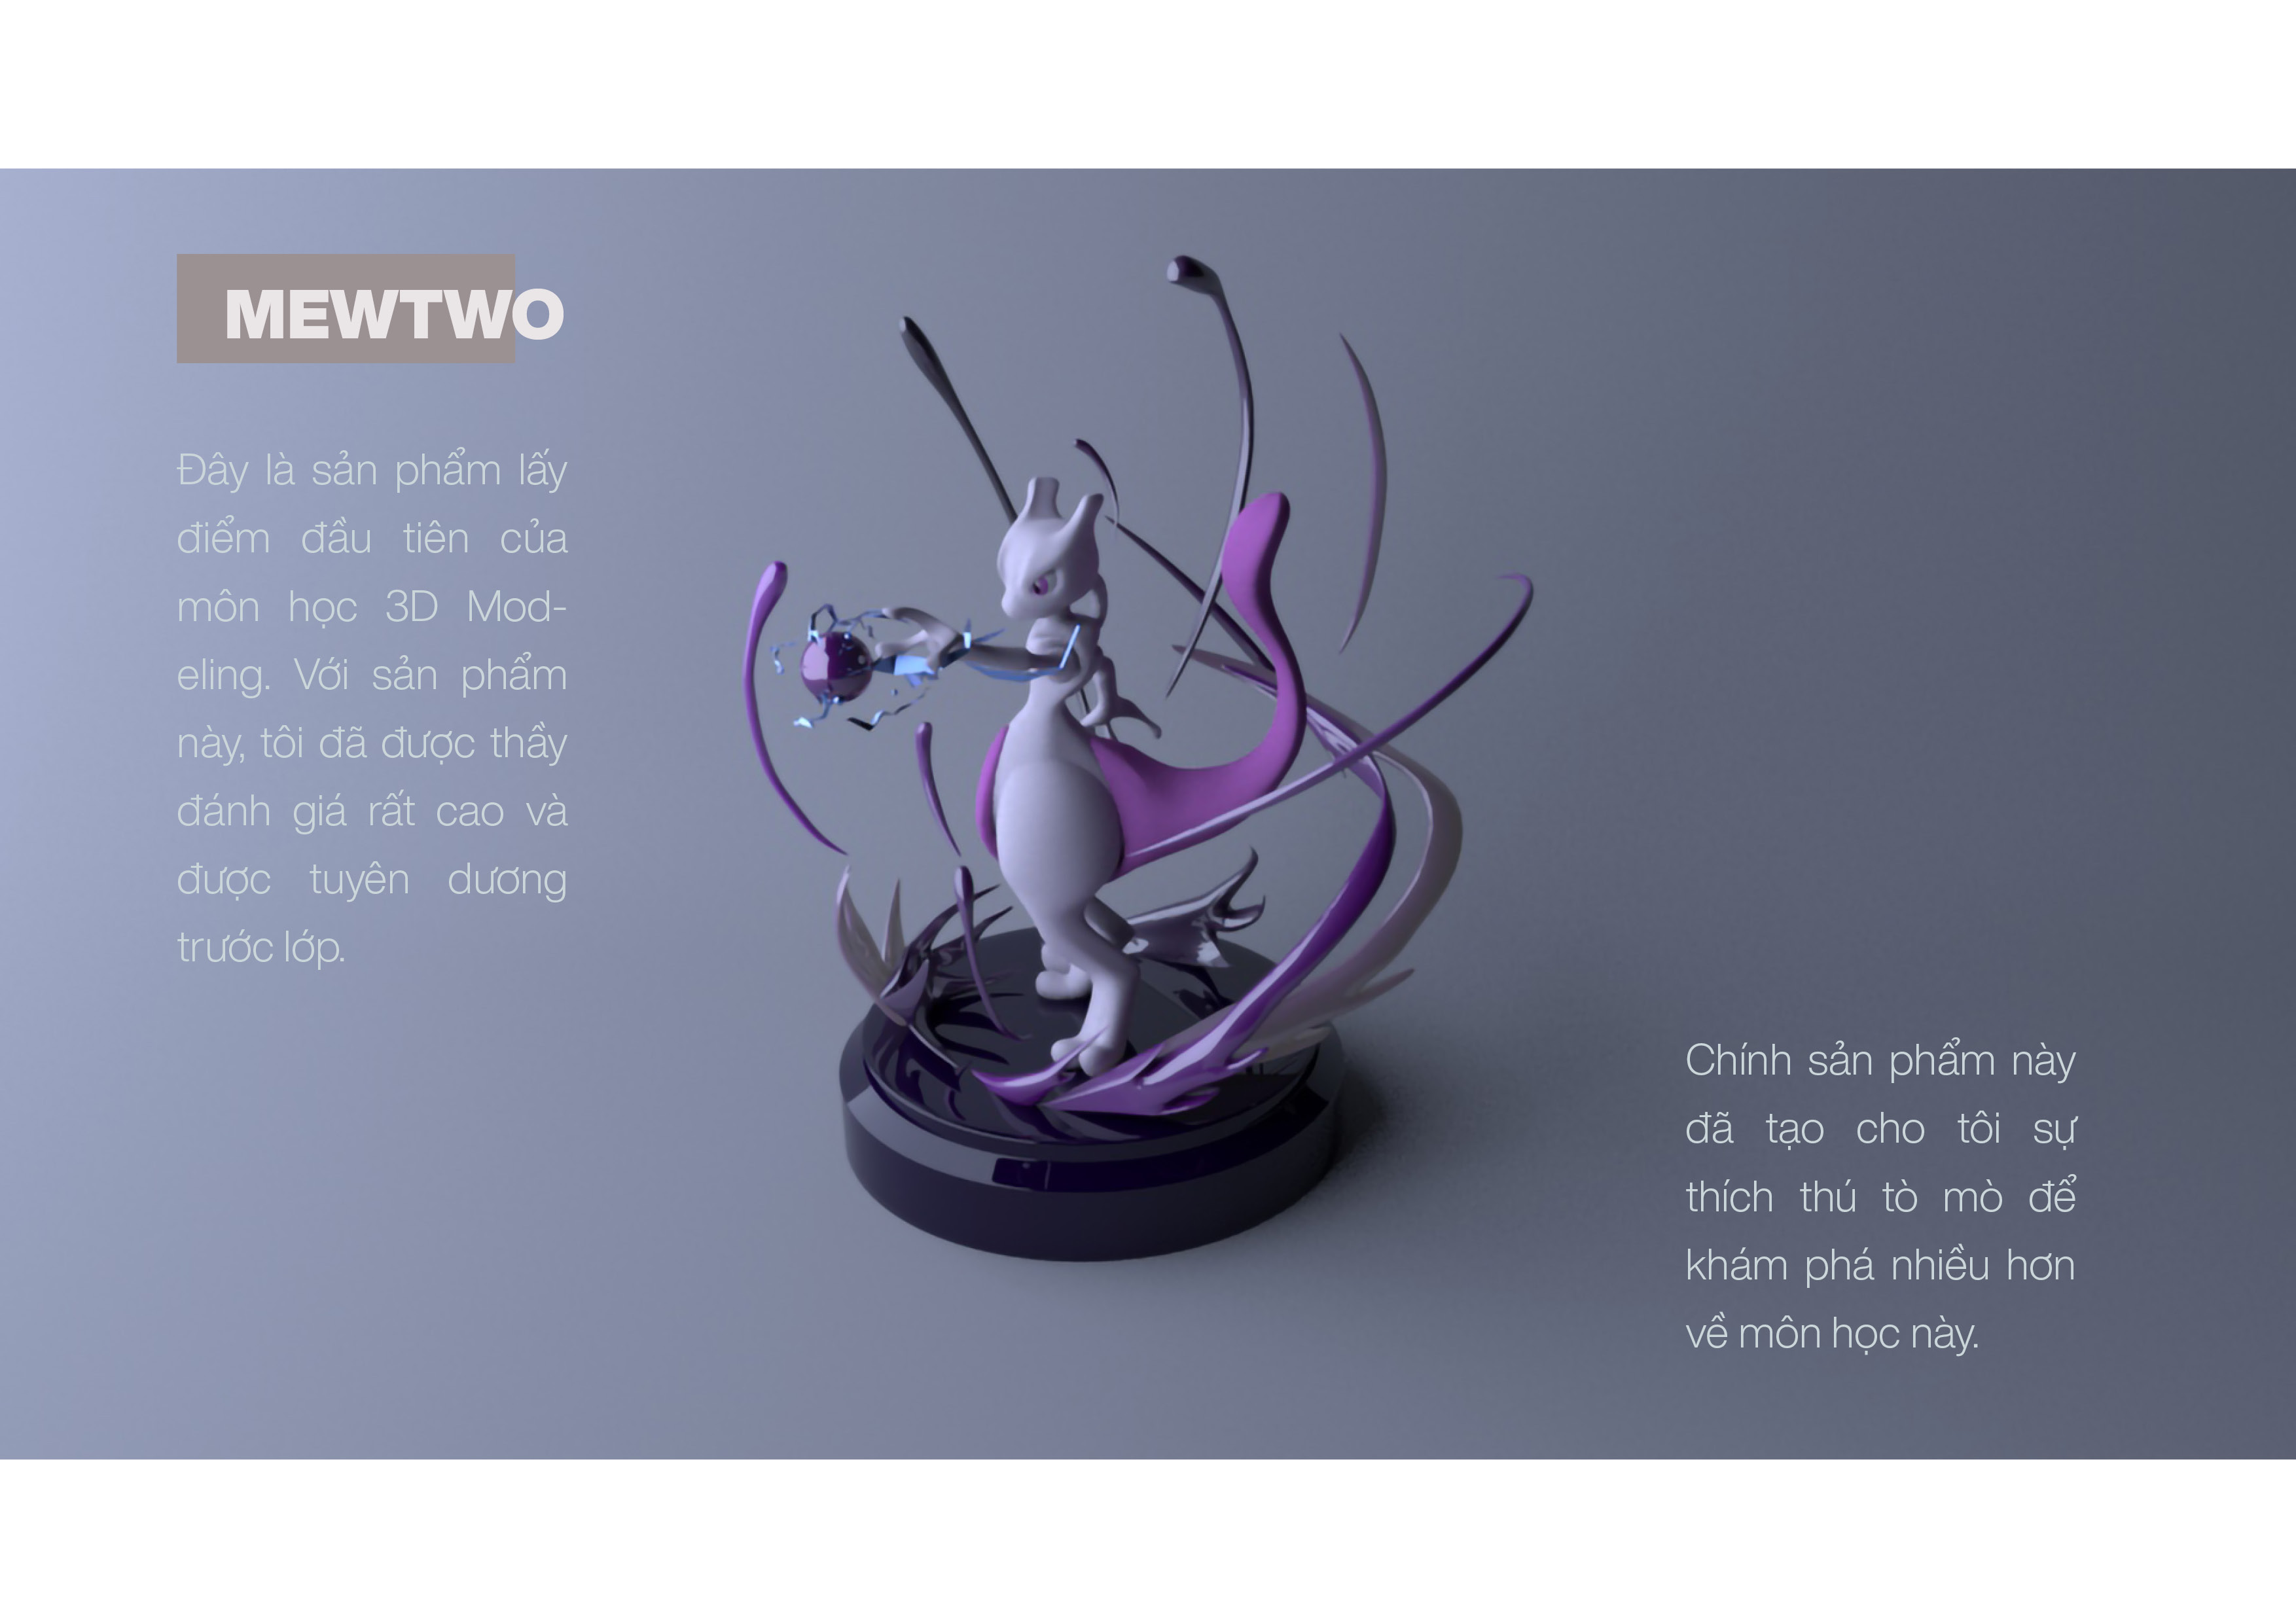 MEWTWO
Đây là sản phẩm lấy
điểm đầu tiên của
môn học 3D Mod-
eling. Với sản phẩm
này, tôi đã được thầy
đánh giá rất cao và
được tuyên dương
trước lớp.
Chính sản phẩm này
đã tạo cho tôi sự
thích thú tò mò để
khám phá nhiều hơn
về môn học này.